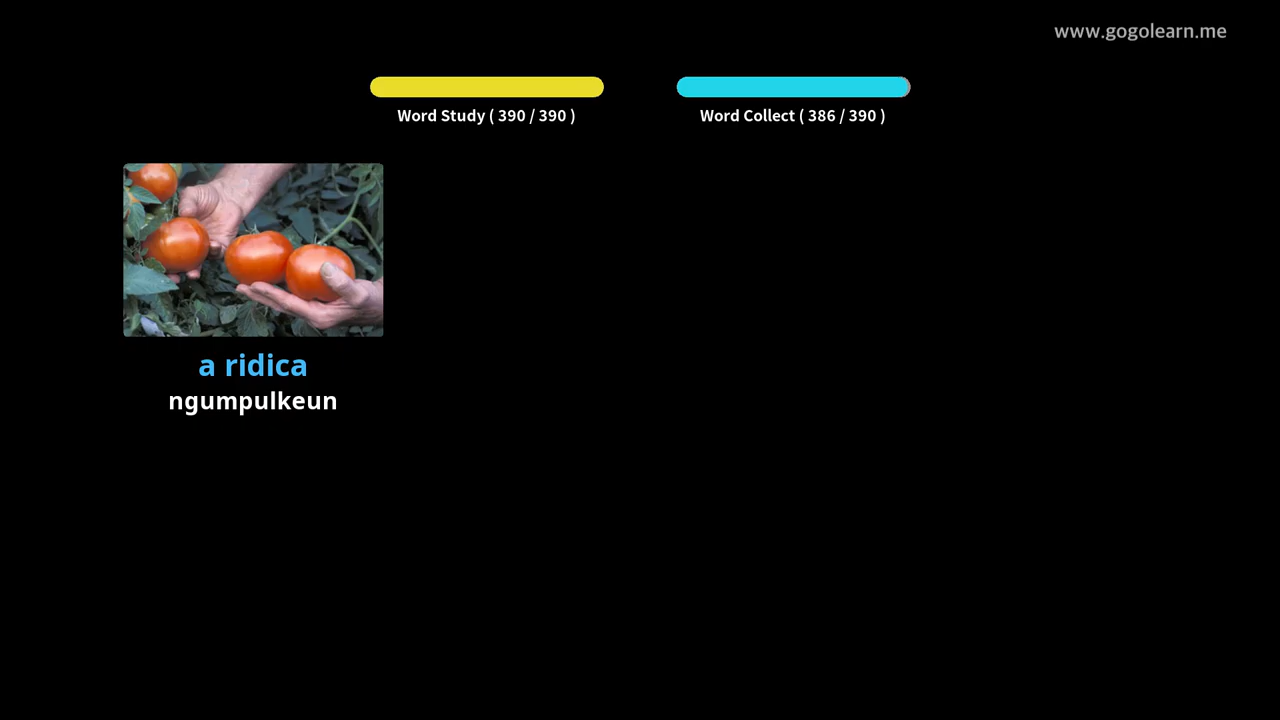 www.gogolearn.me
Word Study ( 390 / 390 )
Word Collect ( 386 / 390 )
a ridica
ngumpulkeun